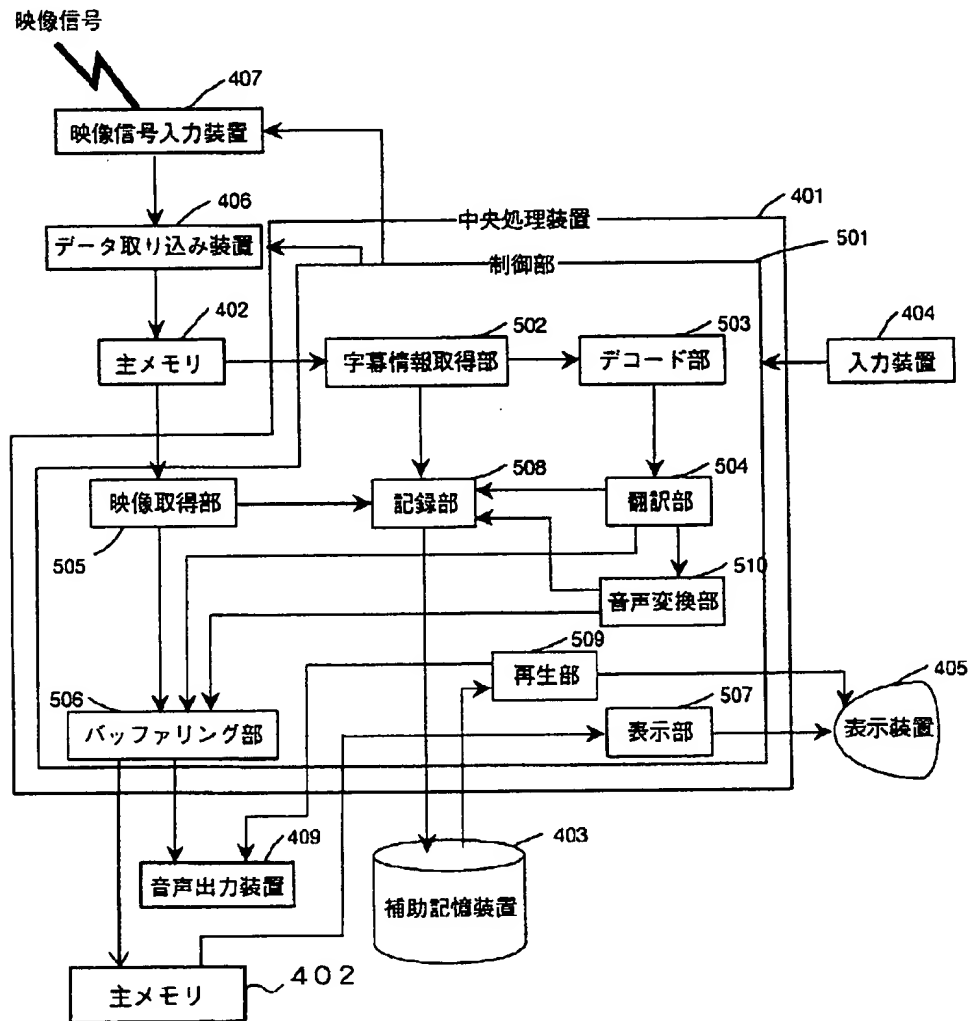 映像信号
407
映像信号入力装置
406
データ取り込み装置
中央処理装置
401
制御部
501
402
主メモリ
502
字幕情報取得部
503
デコード部
404
入力装置
映像取得部
505
508
記録部
504
翻訳部
510
音声変換部
509
再生部
405
表示装置
506
バッファリング部
507
表示部
409
音声出力装置
403
補助記憶装置
主メモリ
402